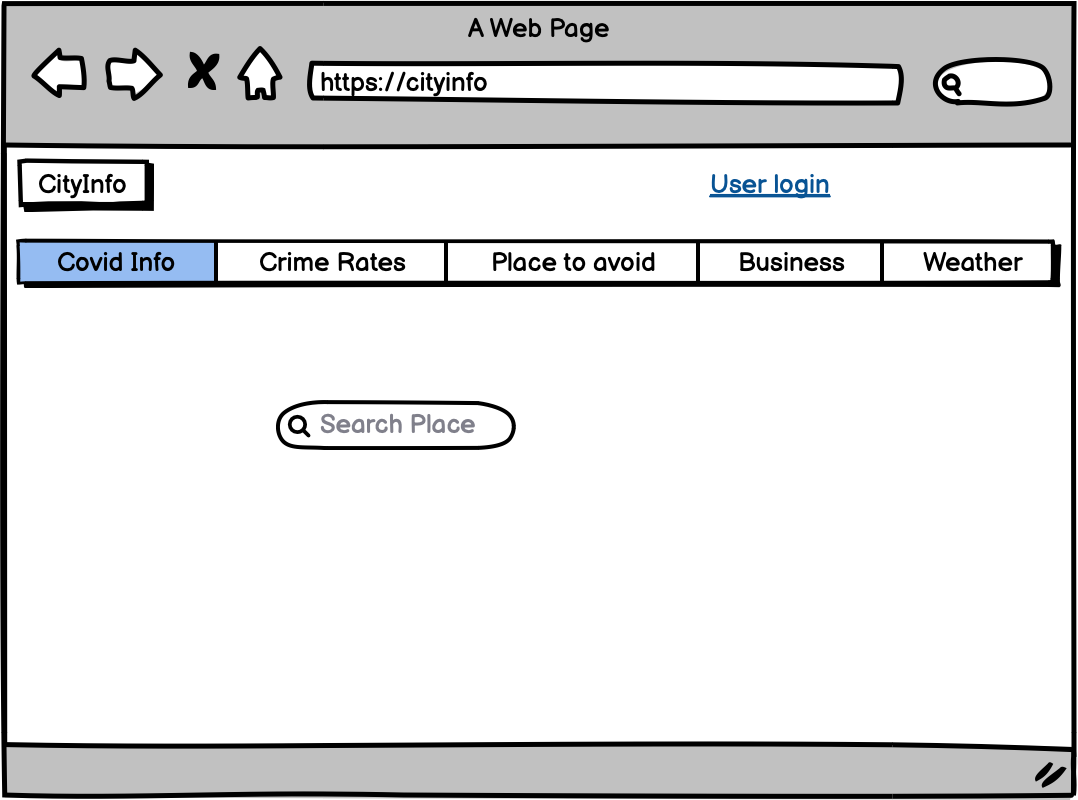 A Web Page
https://cityinfo
CityInfo
User login
Covid Info
Crime Rates
Place to avoid
Business
Weather
Search Place